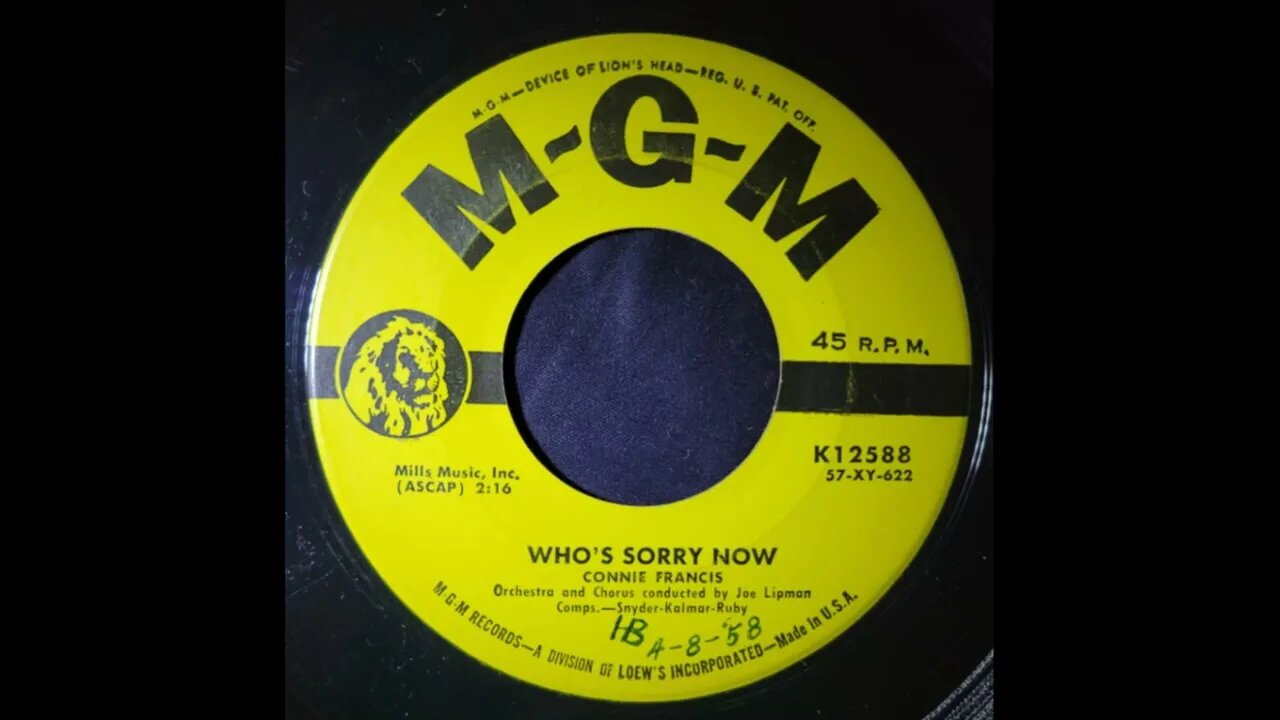 M-G-M—DEVICE OF LION'S HEAD—REG. U. S. PAT. OFF.
M-G-M
45 R.P.M.
K12588
57-XY-622
Mills Music, Inc.
(ASCAP) 2:16
WHO'S SORRY NOW
CONNIE FRANCIS
Orchestra and Chorus conducted by Joe Lipman
Comps.—Snyder-Kalmar-Ruby
HB A-8-58
M-G-M RECORDS—A DIVISION OF LOEW'S INCORPORATED—Made in U.S.A.